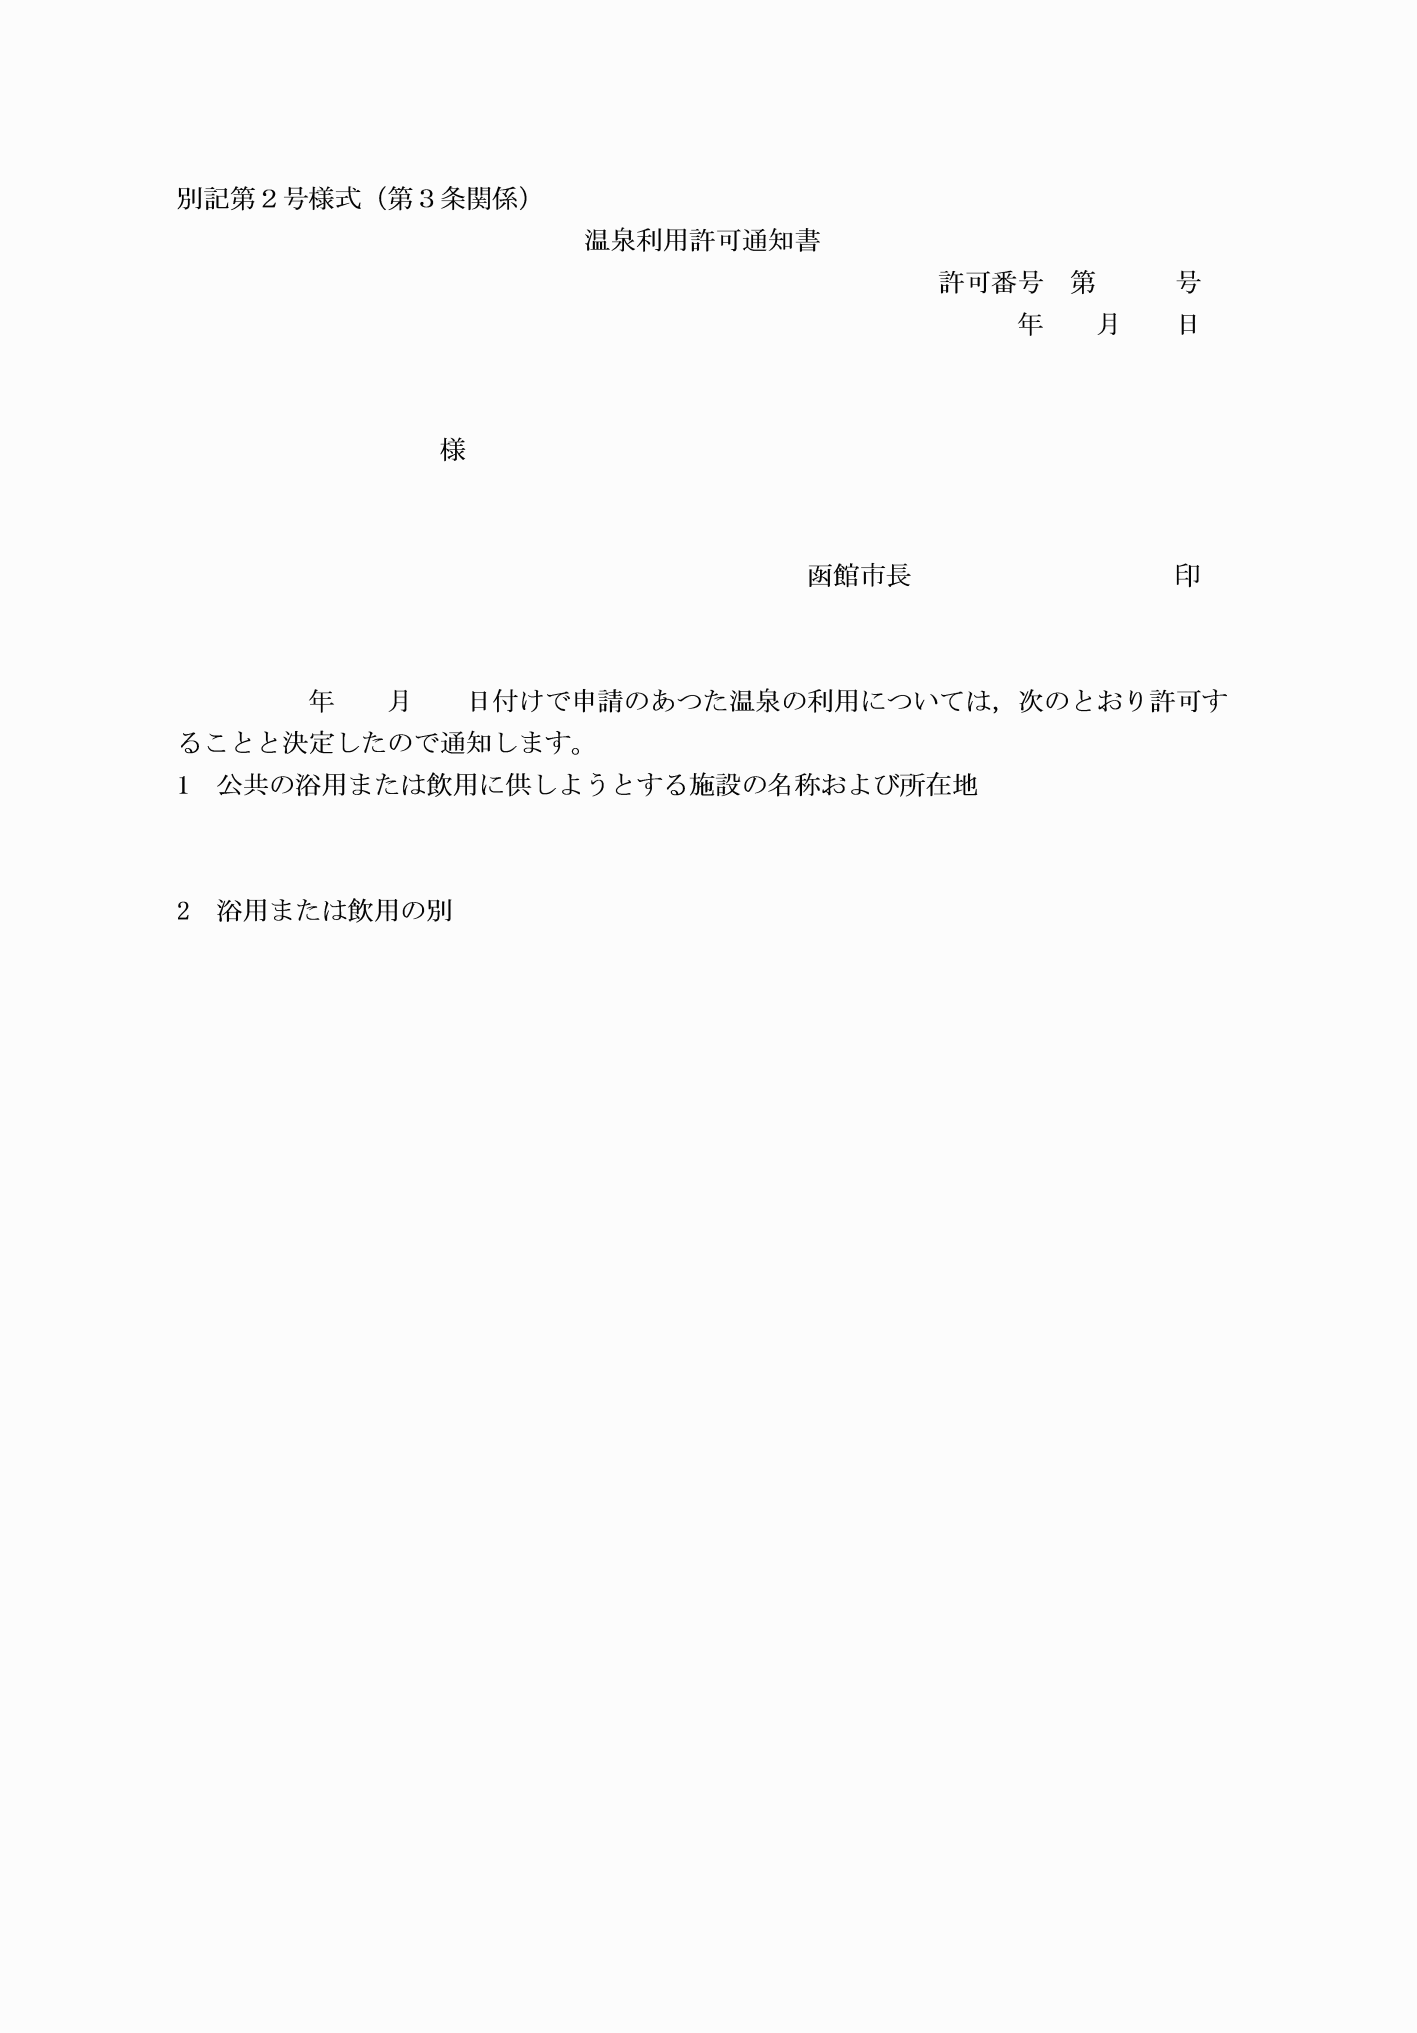 別記第２号様式（第３条関係）
温泉利用許可通知書
許可番号　第　　　号
年　　月　　日
様
函館市長　　　　　　　　　　印
年　　月　　日付けで申請のあつた温泉の利用については，次のとおり許可す
ることと決定したので通知します。
1　公共の浴用または飲用に供しようとする施設の名称および所在地
2　浴用または飲用の別